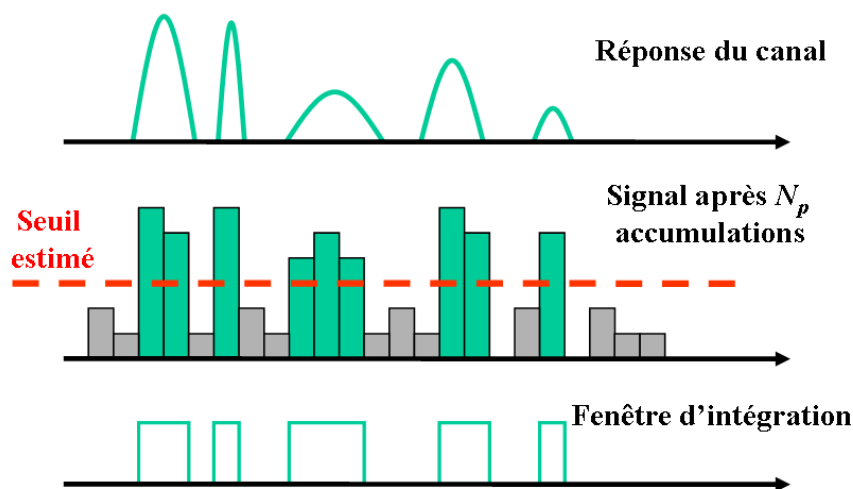 Réponse du canal
Signal après Np
accumulations
Seuil
estimé
Fenêtre d'intégration